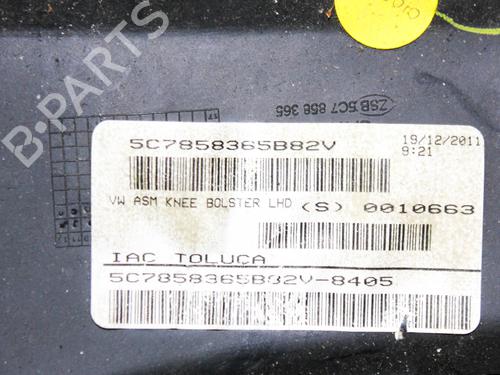 B-PARTS
ZSB 5C7 858 365
5C7858365B82V
19/12/2011
9:21
VW ASM KNEE BOLSTER LHD (S) 0010663
IAC TOLUCA
5C7858365B82V-8405